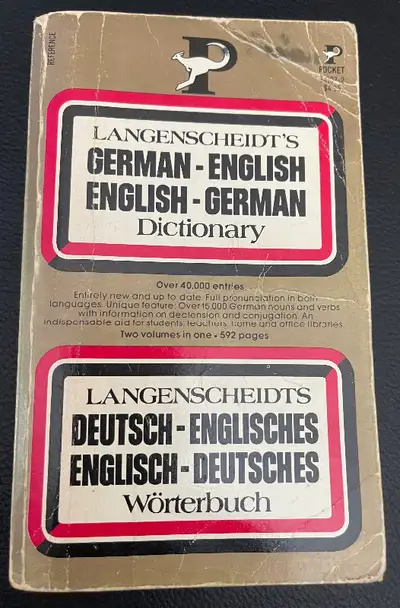 REFERENCE
P
POCKET
LANGENSCHEIDT'S
GERMAN-ENGLISH
ENGLISH-GERMAN
Dictionary
Over 40,000 entries
Entirely new and up to date. Full pronunciation in both
languages. Unique feature: Over 15,000 German nouns and verbs
with information on declension and conjugation. An
indispensable aid for students, teachers, home and office libraries.
Two volumes in one • 592 pages
LANGENSCHEIDTS
DEUTSCH-ENGLISCHES
ENGLISCH-DEUTSCHES
Wörterbuch